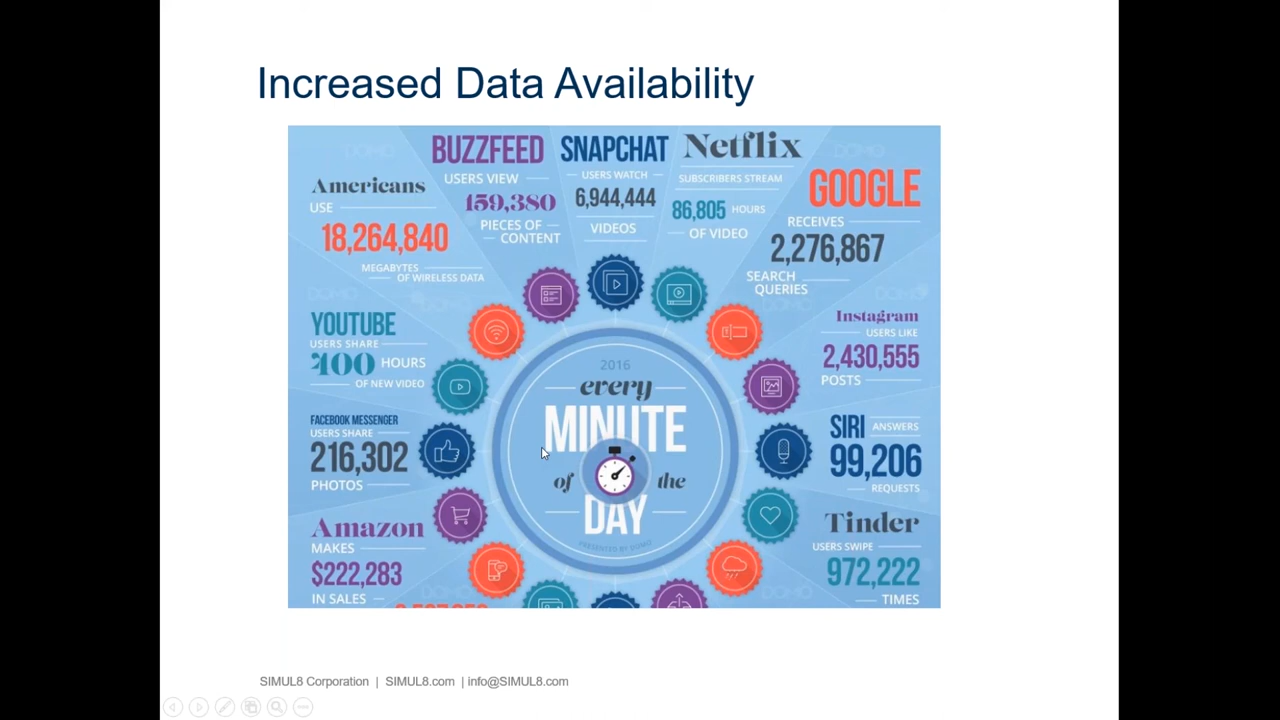 Increased Data Availability
Americans
USE
18,264,840
MEGABYTES
OF WIRELESS DATA
BUZZFEED
USERS VIEW
159,380
PIECES OF
CONTENT
SNAPCHAT
USERS WATCH
6,944,444
VIDEOS
Netflix
SUBSCRIBERS STREAM
86,805 HOURS
OF VIDEO
GOOGLE
RECEIVES
2,276,867
SEARCH
QUERIES
YOUTUBE
USERS SHARE
400 HOURS
OF NEW VIDEO
Instagram
USERS LIKE
2,430,555
POSTS
FACEBOOK MESSENGER
USERS SHARE
216,302
PHOTOS
2016
every
MINUTE
of the
DAY
PRESENTED BY DOMO
SIRI ANSWERS
99,206
REQUESTS
Amazon
MAKES
$222,283
IN SALES
Tinder
USERS SWIPE
972,222
TIMES
SIMUL8 Corporation | SIMUL8.com | info@SIMUL8.com